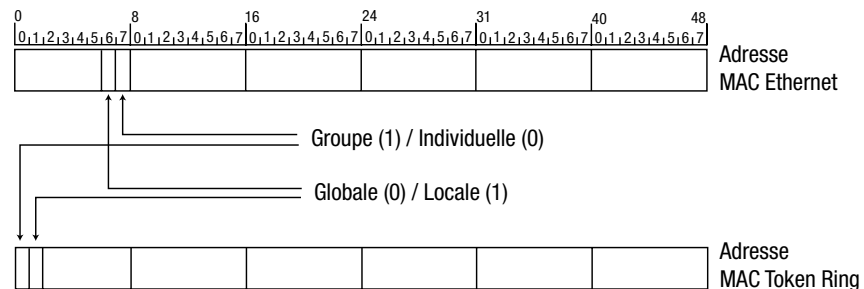 0 8 16 24 31 40 48
0 1 2 3 4 5 6 7 0 1 2 3 4 5 6 7 0 1 2 3 4 5 6 7 0 1 2 3 4 5 6 7 0 1 2 3 4 5 6 7 0 1 2 3 4 5 6 7
Adresse
MAC Ethernet
Groupe (1) / Individuelle (0)
Globale (0) / Locale (1)
Adresse
MAC Token Ring